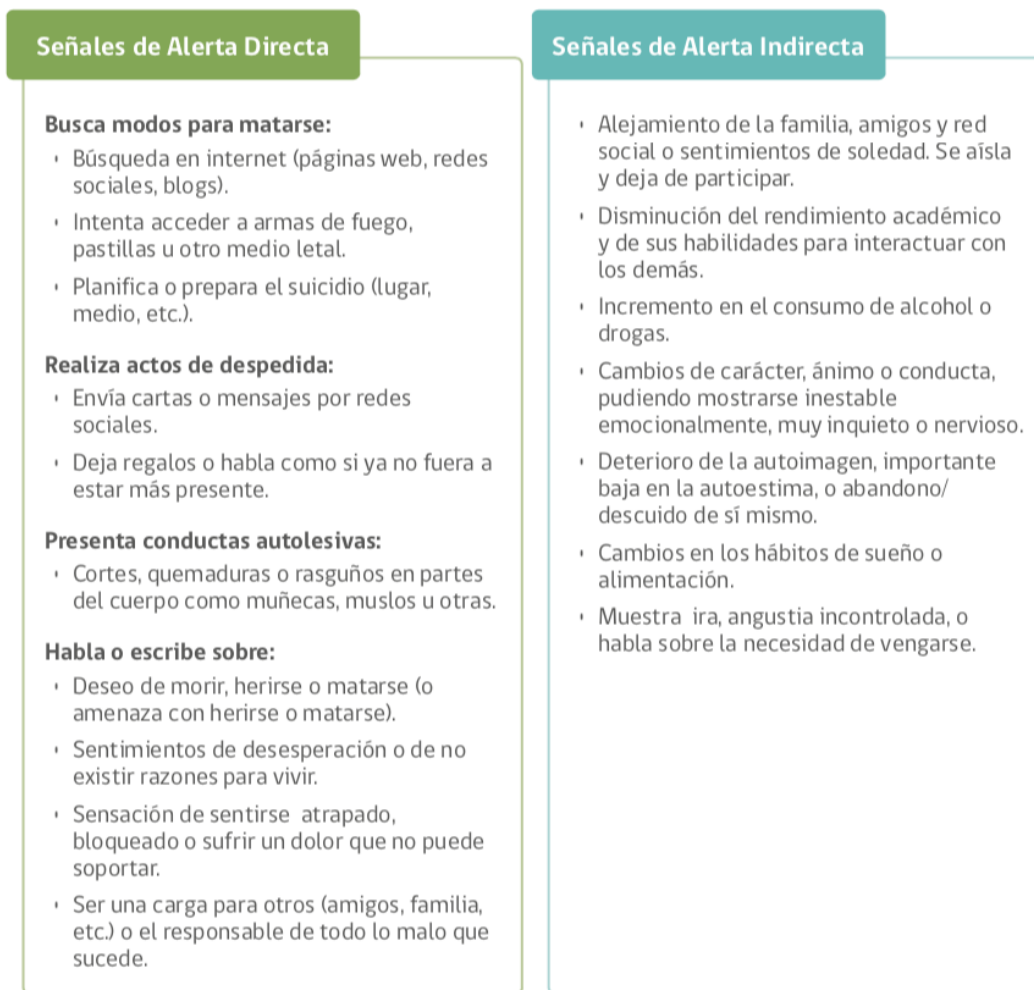 Señales de Alerta Directa
Busca modos para matarse:
· Búsqueda en internet (páginas web, redes
sociales, blogs).
· Intenta acceder a armas de fuego,
pastillas u otro medio letal.
· Planifica o prepara el suicidio (lugar,
medio, etc.).
Realiza actos de despedida:
· Envía cartas o mensajes por redes
sociales.
· Deja regalos o habla como si ya no fuera a
estar más presente.
Presenta conductas autolesivas:
· Cortes, quemaduras o rasguños en partes
del cuerpo como muñecas, muslos u otras.
Habla o escribe sobre:
· Deseo de morir, herirse o matarse (o
amenaza con herirse o matarse).
· Sentimientos de desesperación o de no
existir razones para vivir.
· Sensación de sentirse atrapado,
bloqueado o sufrir un dolor que no puede
soportar.
· Ser una carga para otros (amigos, familia,
etc.) o el responsable de todo lo malo que
sucede.
Señales de Alerta Indirecta
· Alejamiento de la familia, amigos y red
social o sentimientos de soledad. Se aísla
y deja de participar.
· Disminución del rendimiento académico
y de sus habilidades para interactuar con
los demás.
· Incremento en el consumo de alcohol o
drogas.
· Cambios de carácter, ánimo o conducta,
pudiendo mostrarse inestable
emocionalmente, muy inquieto o nervioso.
· Deterioro de la autoimagen, importante
baja en la autoestima, o abandono/
descuido de sí mismo.
· Cambios en los hábitos de sueño o
alimentación.
· Muestra ira, angustia incontrolada, o
habla sobre la necesidad de vengarse.